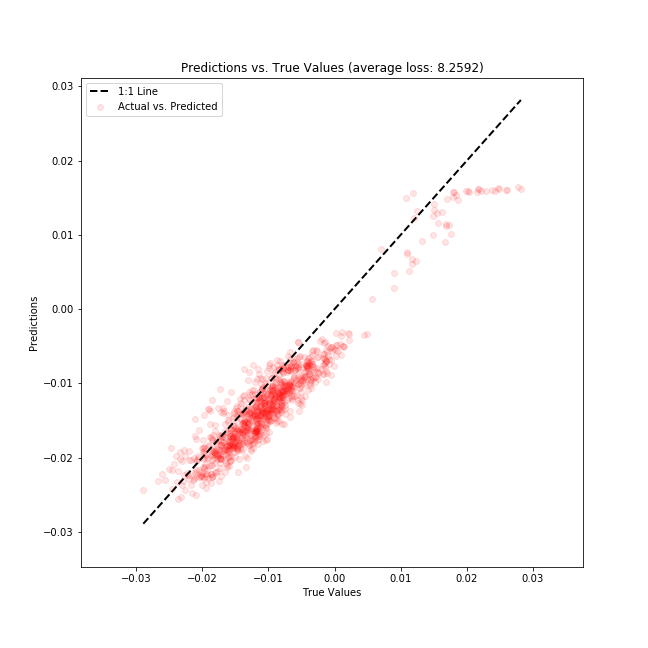 Predictions vs. True Values (average loss: 8.2592)
1:1 Line
Actual vs. Predicted
0.03
0.02
0.01
0.00
−0.01
−0.02
−0.03
Predictions
−0.03 −0.02 −0.01 0.00 0.01 0.02 0.03
True Values